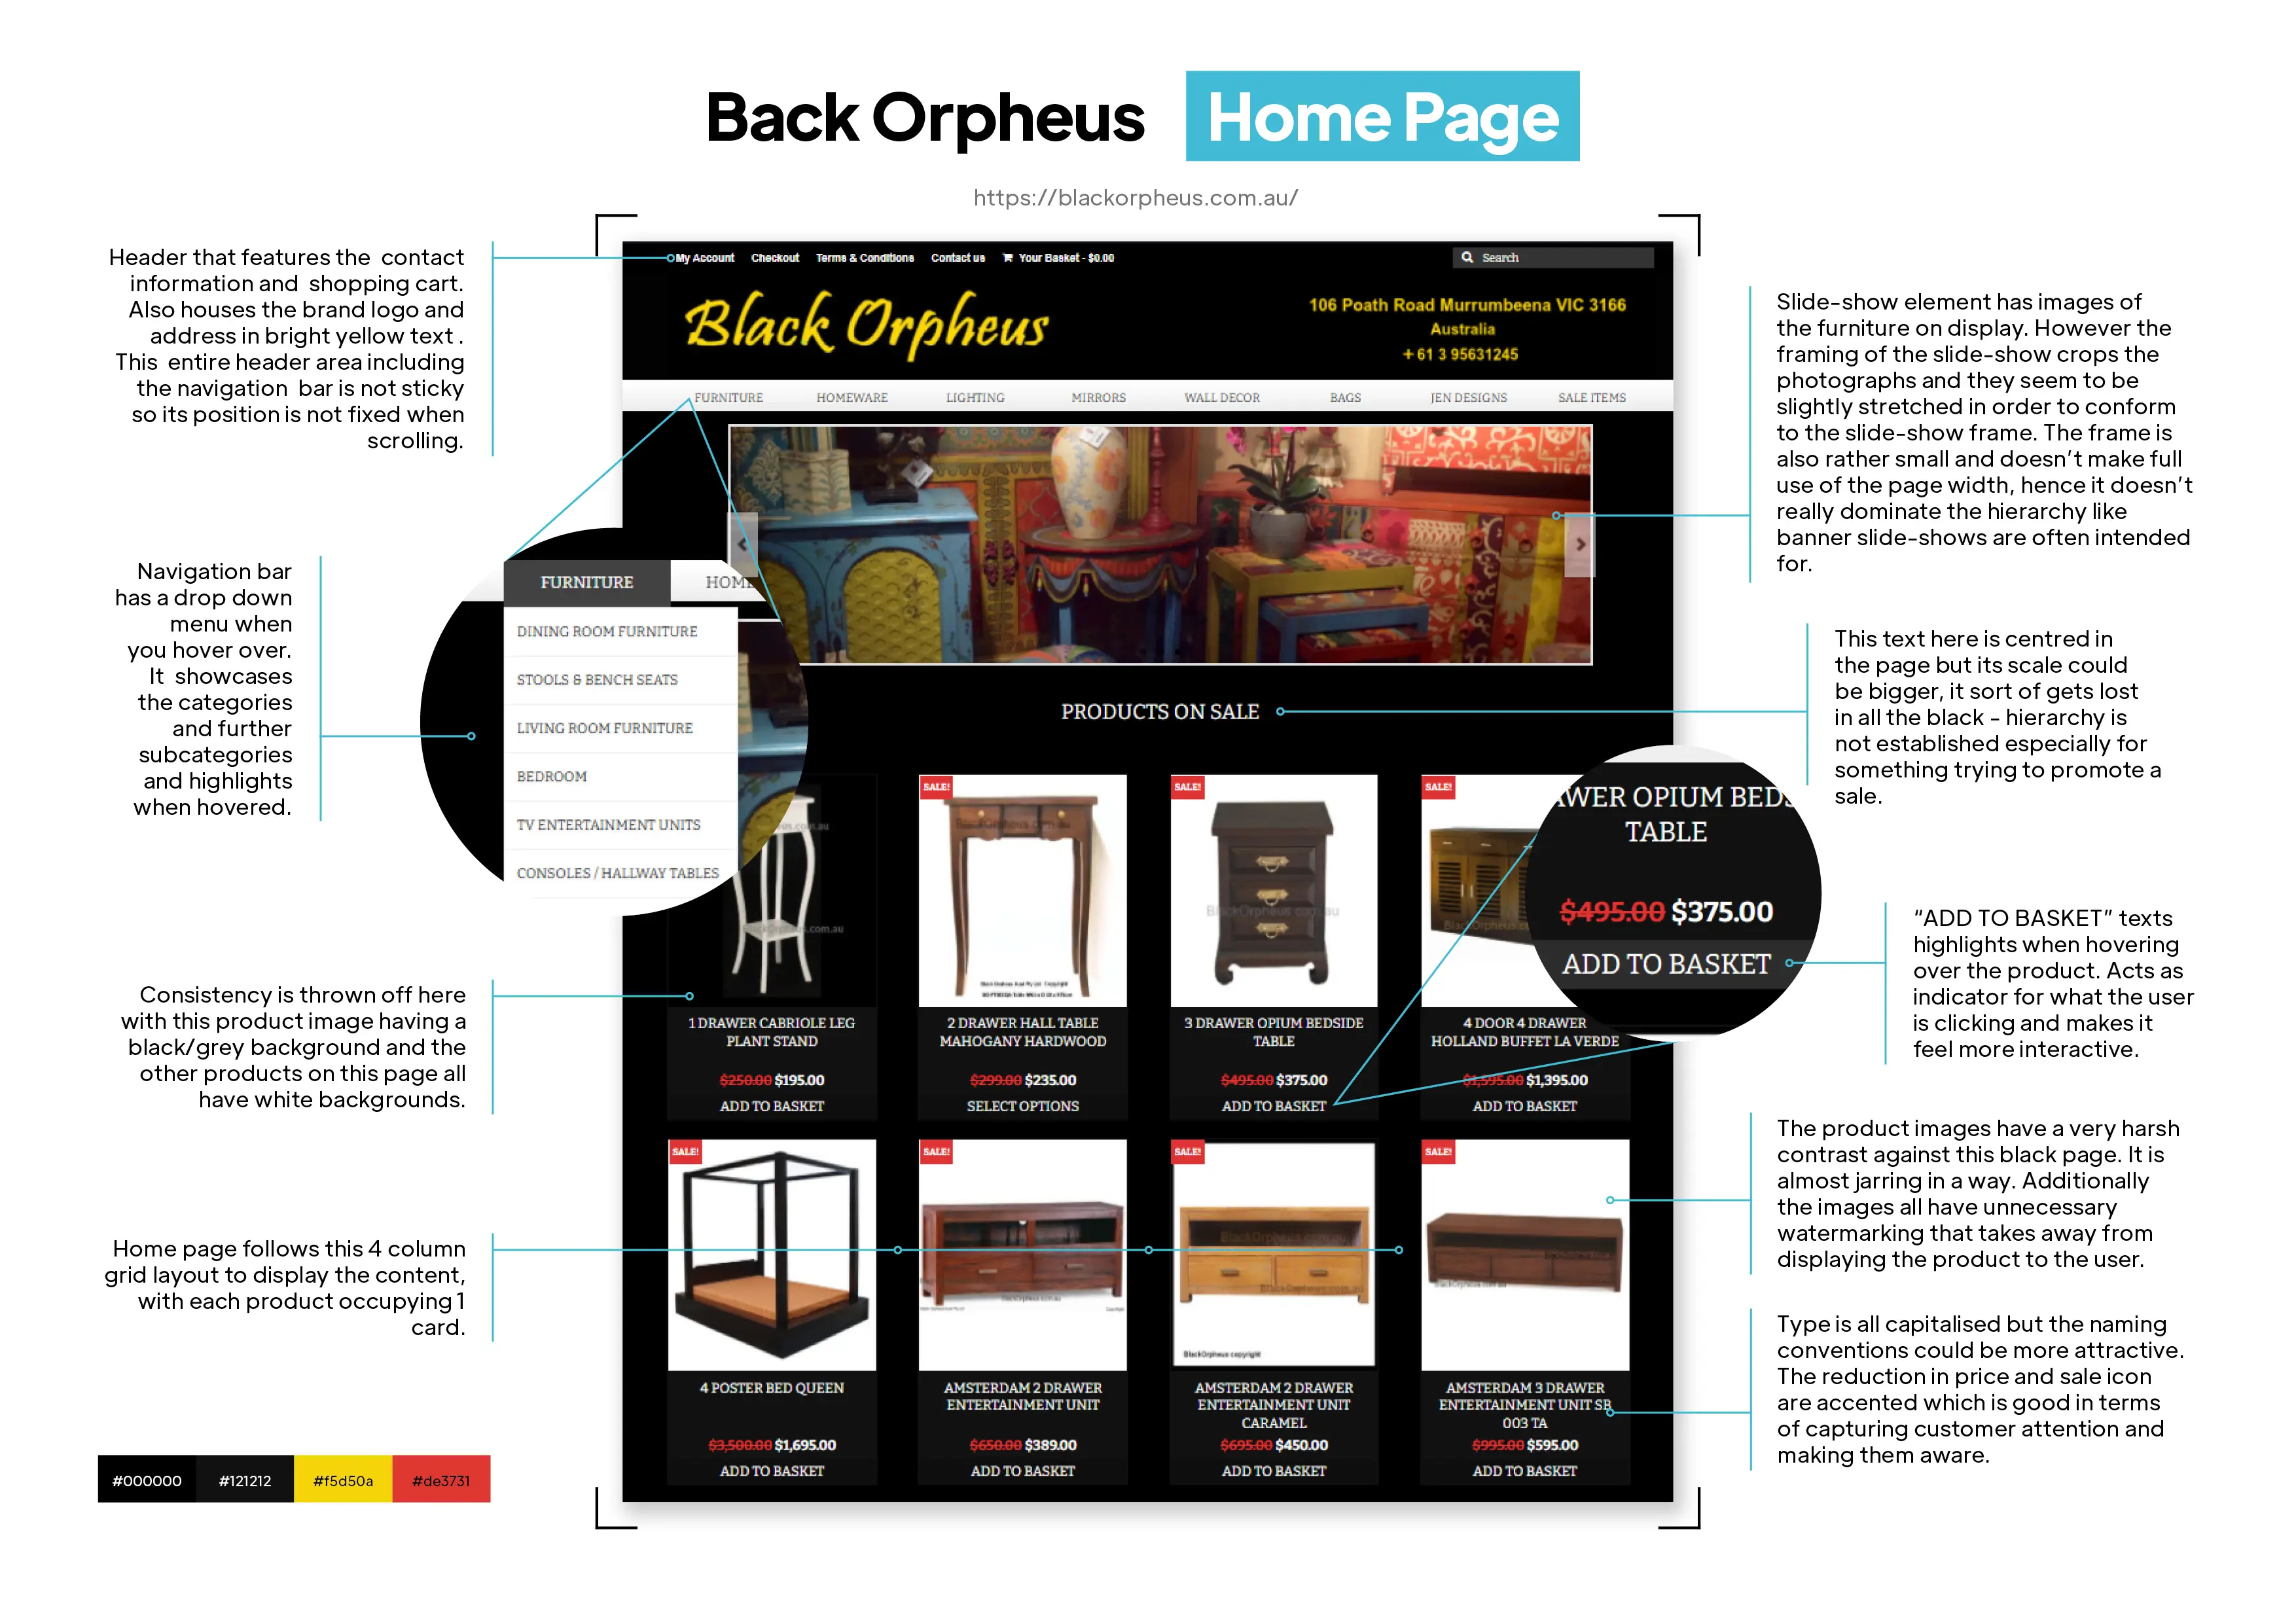 Back Orpheus Home Page
https://blackorpheus.com.au/
Header that features the contact
information and shopping cart.
Also houses the brand logo and
address in bright yellow text .
This entire header area including
the navigation bar is not sticky
so its position is not fixed when
scrolling.
Navigation bar
has a drop down
menu when
you hover over.
It showcases
the categories
and further
subcategories
and highlights
when hovered.
Consistency is thrown off here
with this product image having a
black/grey background and the
other products on this page all
have white backgrounds.
Home page follows this 4 column
grid layout to display the content,
with each product occupying 1
card.
#000000 #121212 #f5d50a #de3731
My Account Checkout Terms & Conditions Contact us Your Basket - $0.00 Search
Black Orpheus
106 Poath Road Murrumbeena VIC 3166
Australia
+ 61 3 95631245
FURNITURE HOMEWARE LIGHTING MIRRORS WALL DECOR BAGS JEN DESIGNS SALE ITEMS
FURNITURE HOME
DINING ROOM FURNITURE
STOOLS & BENCH SEATS
LIVING ROOM FURNITURE
BEDROOM
TV ENTERTAINMENT UNITS
CONSOLES / HALLWAY TABLES
PRODUCTS ON SALE
SALE! SALE! SALE!
BlackOrpheus.com.au
1 DRAWER CABRIOLE LEG
PLANT STAND
$250.00 $195.00
ADD TO BASKET
2 DRAWER HALL TABLE
MAHOGANY HARDWOOD
$299.00 $235.00
SELECT OPTIONS
3 DRAWER OPIUM BEDSIDE
TABLE
$495.00 $375.00
ADD TO BASKET
4 DOOR 4 DRAWER
HOLLAND BUFFET LA VERDE
$1,595.00 $1,395.00
ADD TO BASKET
AWER OPIUM BEDS
TABLE
$495.00 $375.00
ADD TO BASKET
SALE! SALE! SALE! SALE!
BlackOrpheus copyright
4 POSTER BED QUEEN
$3,500.00 $1,695.00
ADD TO BASKET
AMSTERDAM 2 DRAWER
ENTERTAINMENT UNIT
$650.00 $389.00
ADD TO BASKET
AMSTERDAM 2 DRAWER
ENTERTAINMENT UNIT
CARAMEL
$695.00 $450.00
ADD TO BASKET
AMSTERDAM 3 DRAWER
ENTERTAINMENT UNIT SB
003 TA
$995.00 $595.00
ADD TO BASKET
Slide-show element has images of
the furniture on display. However the
framing of the slide-show crops the
photographs and they seem to be
slightly stretched in order to conform
to the slide-show frame. The frame is
also rather small and doesn't make full
use of the page width, hence it doesn't
really dominate the hierarchy like
banner slide-shows are often intended
for.
This text here is centred in
the page but its scale could
be bigger, it sort of gets lost
in all the black - hierarchy is
not established especially for
something trying to promote a
sale.
“ADD TO BASKET” texts
highlights when hovering
over the product. Acts as
indicator for what the user
is clicking and makes it
feel more interactive.
The product images have a very harsh
contrast against this black page. It is
almost jarring in a way. Additionally
the images all have unnecessary
watermarking that takes away from
displaying the product to the user.
Type is all capitalised but the naming
conventions could be more attractive.
The reduction in price and sale icon
are accented which is good in terms
of capturing customer attention and
making them aware.